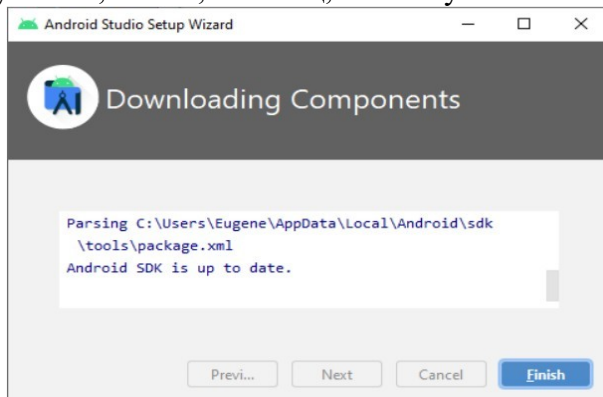 Android Studio Setup Wizard
Downloading Components
Parsing C:\Users\Eugene\AppData\Local\Android\sdk
\tools\package.xml
Android SDK is up to date.
Previ... Next Cancel Finish